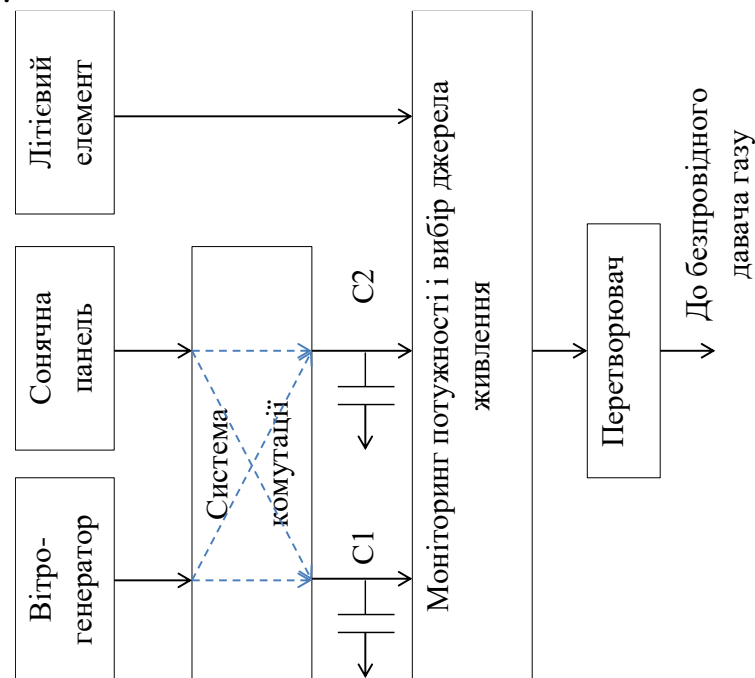 Літієвий
елемент
Сонячна
панель
Вітро-
генератор
Система
комутації
C2
C1
Моніторинг потужності і вибір джерела
живлення
Перетворювач
До безпровідного
давача газу